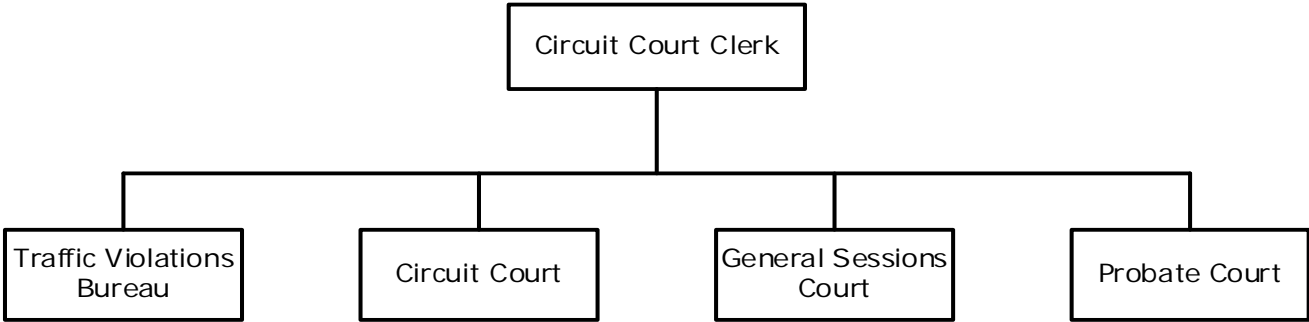 Circuit Court Clerk
Traffic Violations
Bureau
Circuit Court
General Sessions
Court
Probate Court